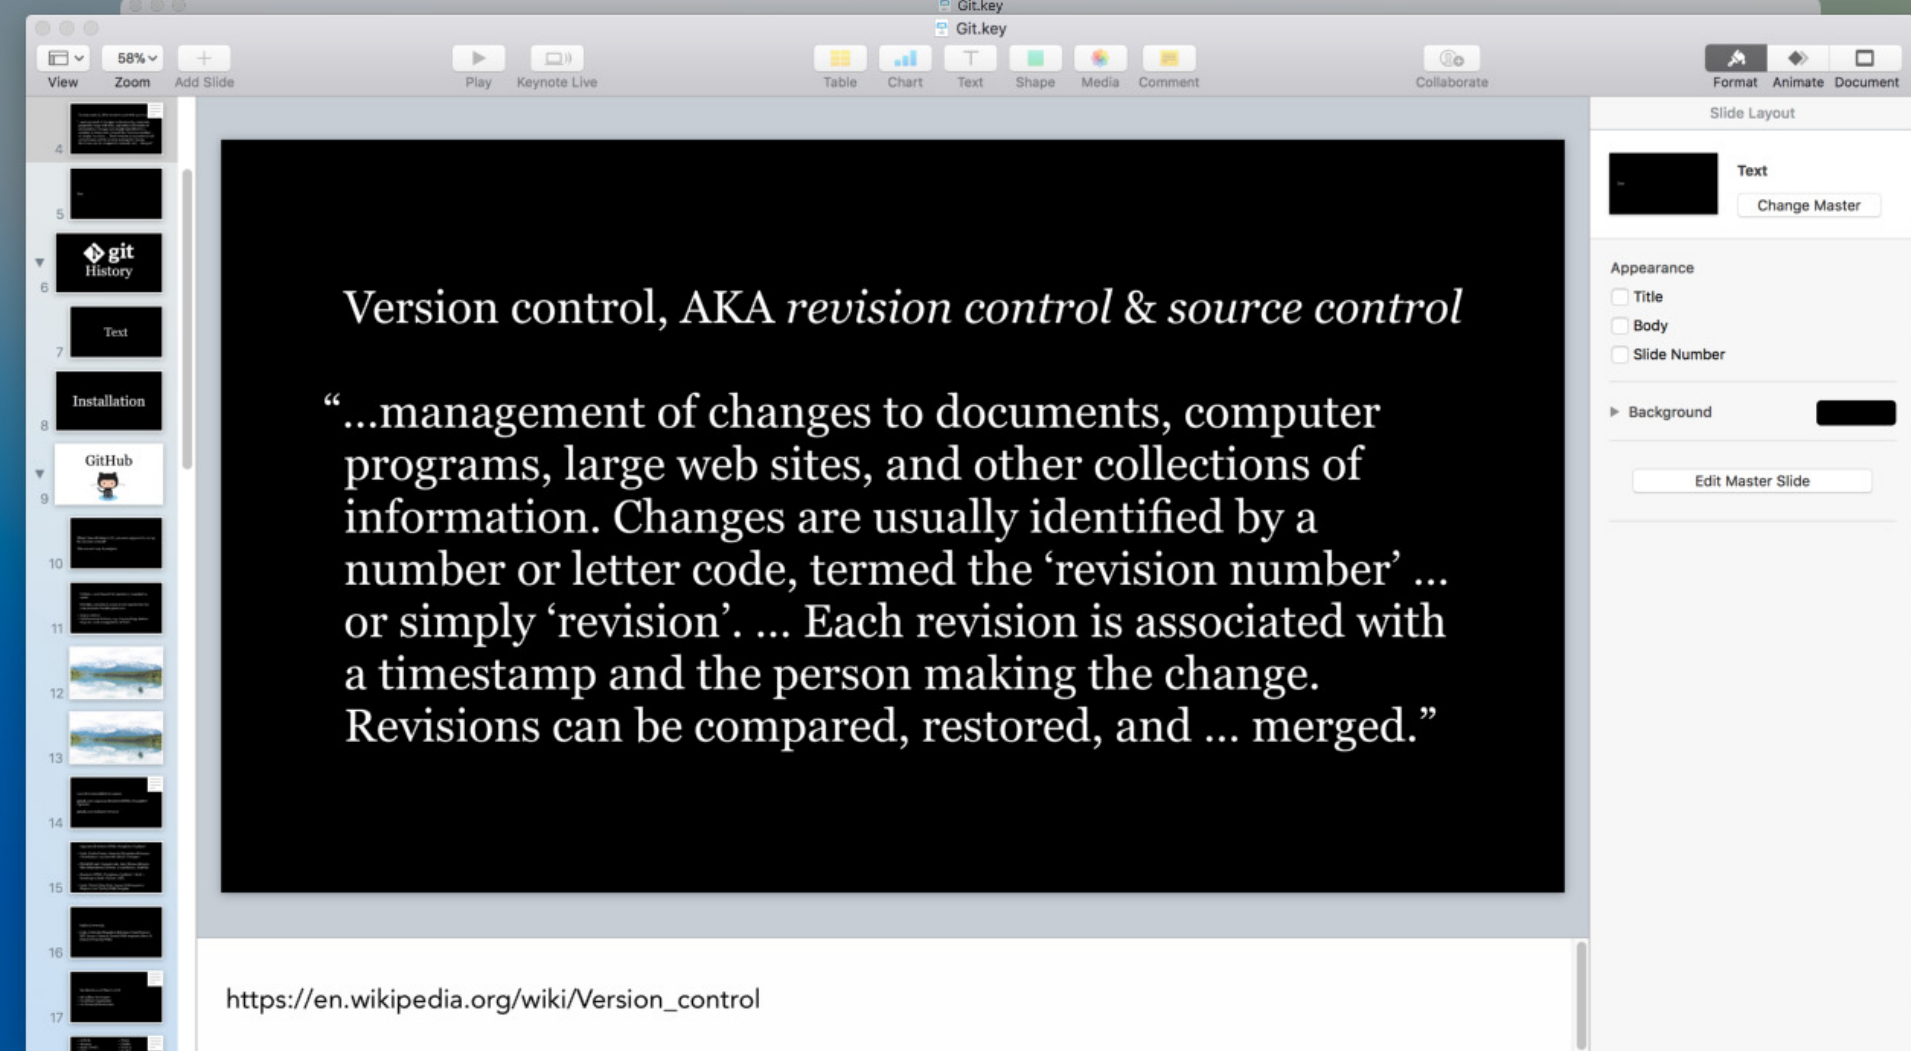 Git.key
Git.key
58%
View
Zoom
Add Slide
Play
Keynote Live
Table
Chart
Text
Shape
Media
Comment
Collaborate
Format
Animate
Document
4
5
git
History
6
Text
7
Installation
8
GitHub
9
10
11
12
13
14
15
16
17
Version control, AKA revision control & source control
“…management of changes to documents, computer
programs, large web sites, and other collections of
information. Changes are usually identified by a
number or letter code, termed the ‘revision number’ …
or simply ‘revision’. … Each revision is associated with
a timestamp and the person making the change.
Revisions can be compared, restored, and … merged.”
https://en.wikipedia.org/wiki/Version_control
Slide Layout
Text
Change Master
Appearance
Title
Body
Slide Number
Background
Edit Master Slide